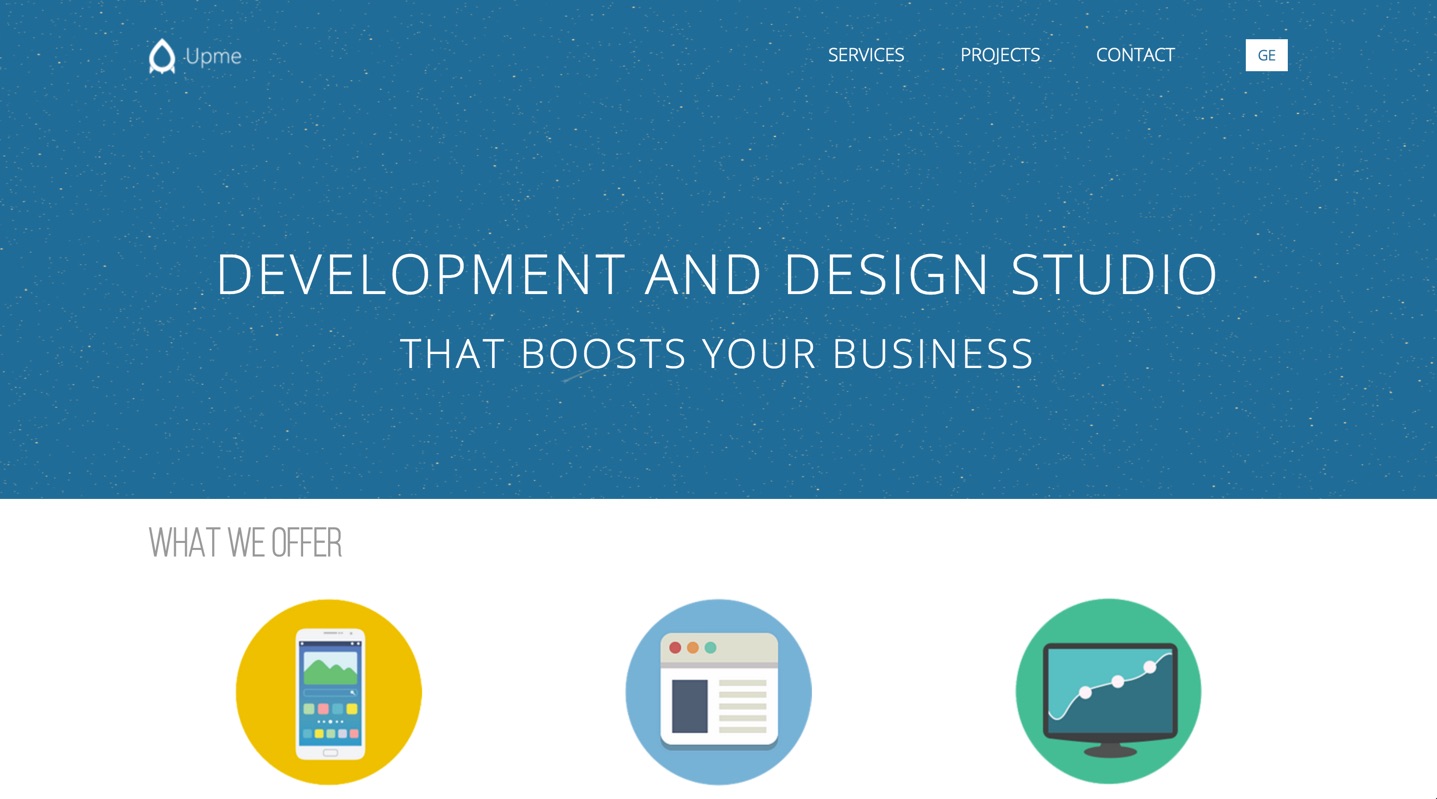 Upme
SERVICES
PROJECTS
CONTACT
GE
DEVELOPMENT AND DESIGN STUDIO
THAT BOOSTS YOUR BUSINESS
WHAT WE OFFER